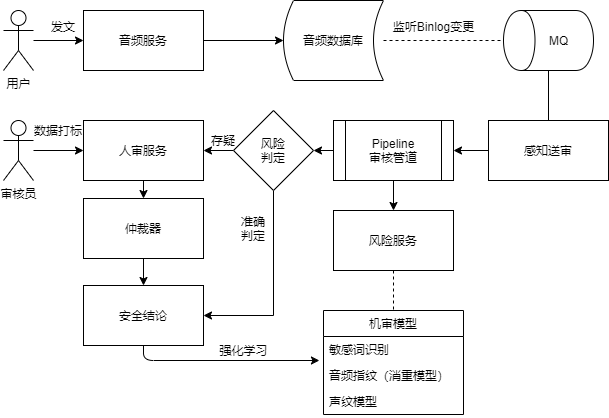 发文
音频服务
音频数据库
监听Binlog变更
MQ
用户
数据打标
人审服务
存疑
风险
判定
Pipeline
审核管道
感知送审
审核员
仲裁器
准确
判定
风险服务
安全结论
强化学习
机审模型
敏感词识别
音频指纹（消重模型）
声纹模型